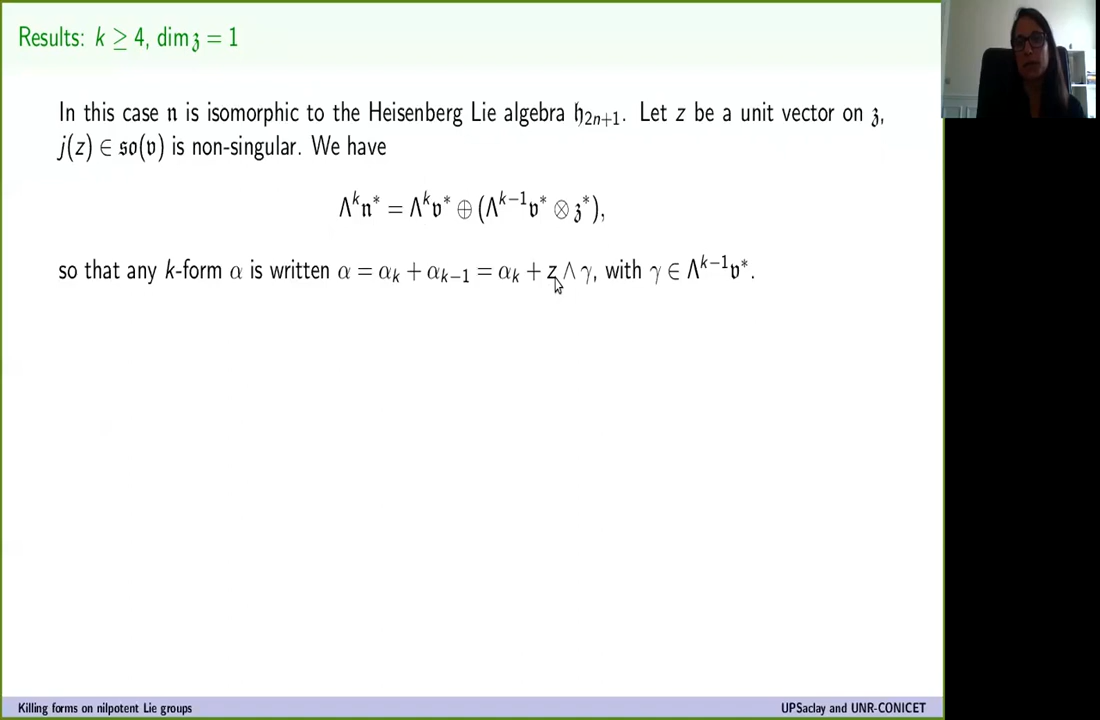 Results: k ≥ 4, dim 𝔷 = 1
In this case 𝔫 is isomorphic to the Heisenberg Lie algebra 𝔥₂ₙ₊₁. Let z be a unit vector on 𝔷,
j(z) ∈ 𝔰𝔬(𝔳) is non-singular. We have
Λᵏ𝔫* = Λᵏ𝔳* ⊕ (Λᵏ⁻¹𝔳* ⊗ 𝔷*),
so that any k-form α is written α = αₖ + αₖ₋₁ = αₖ + z ∧ γ, with γ ∈ Λᵏ⁻¹𝔳*.
Killing forms on nilpotent Lie groups
UPSaclay and UNR-CONICET